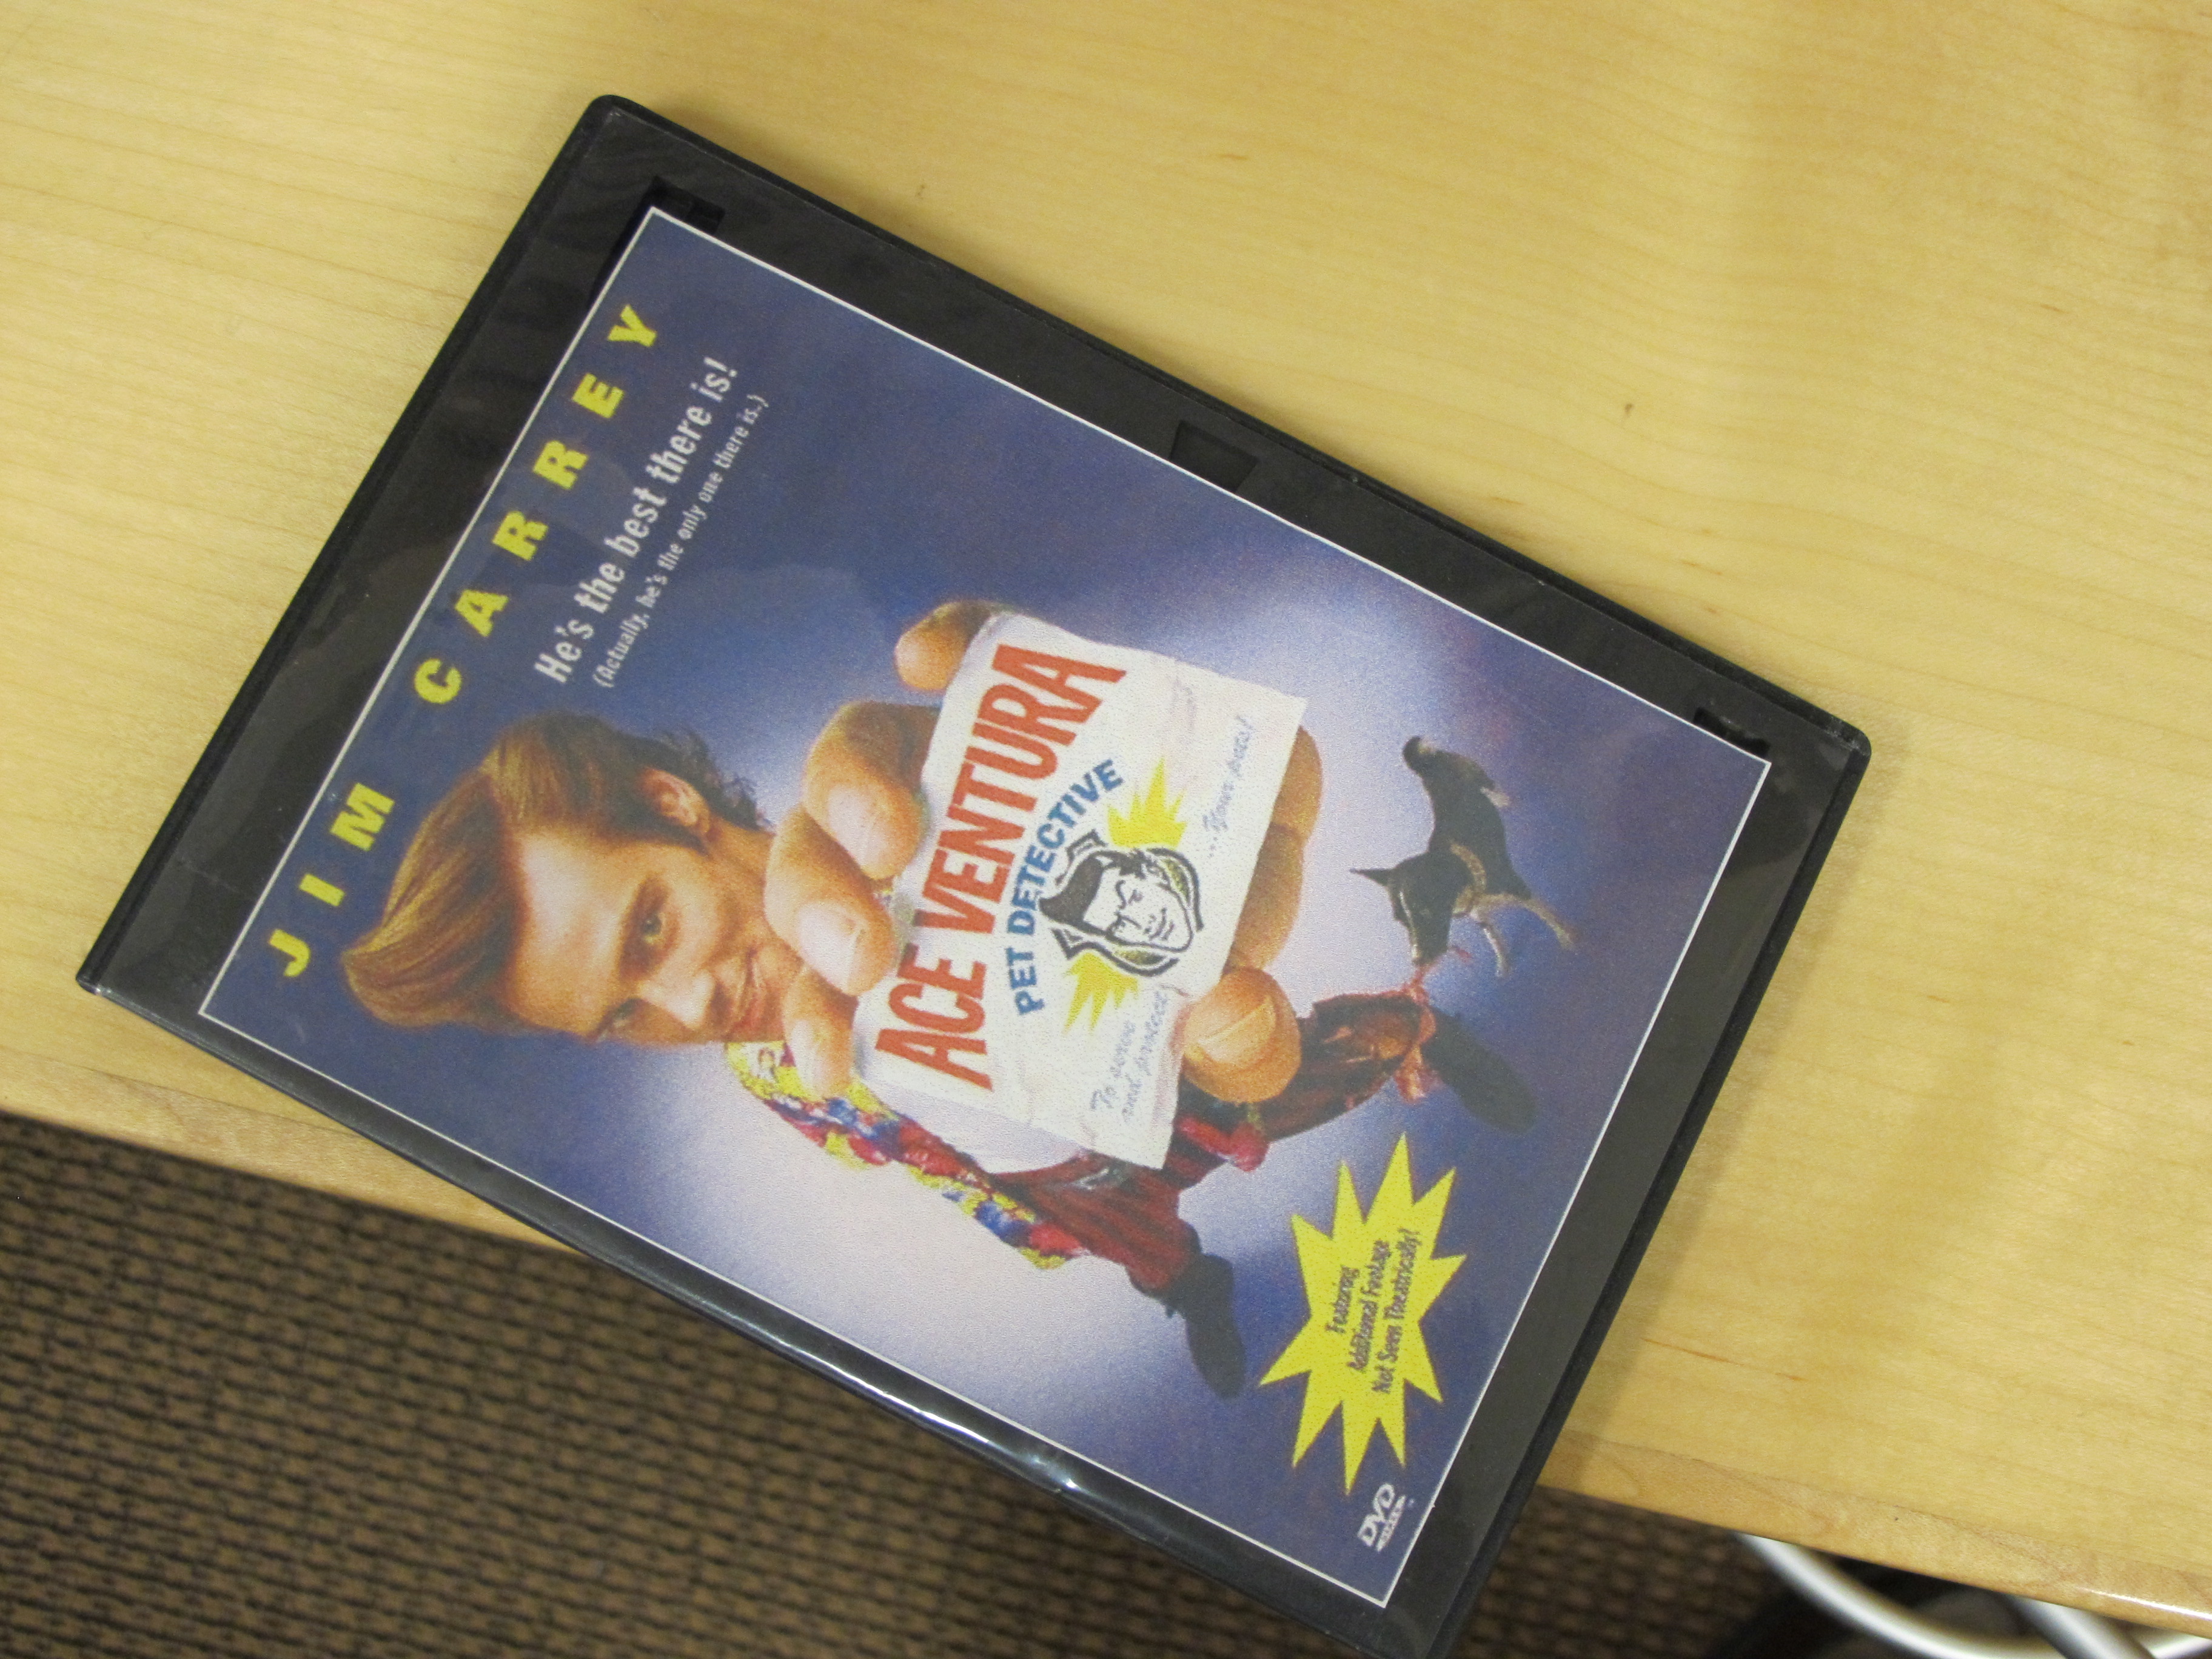 JIM CARREY
He's the best there is!
(Actually, he's the only one there is.)
ACE VENTURA
PET DETECTIVE
To serve
and protect
...Your pets!
Featuring
Additional Footage
Not Seen Theatrically!
DVD
VIDEO